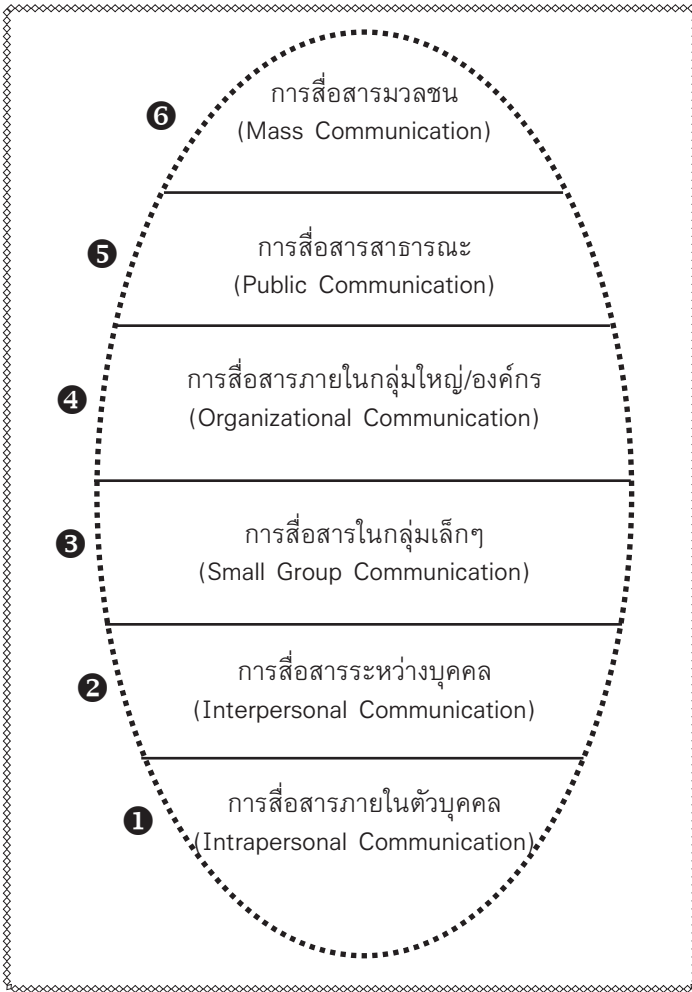 ❻
การสื่อสารมวลชน
(Mass Communication)
❺
การสื่อสารสาธารณะ
(Public Communication)
❹
การสื่อสารภายในกลุ่มใหญ่/องค์กร
(Organizational Communication)
❸
การสื่อสารในกลุ่มเล็กๆ
(Small Group Communication)
❷
การสื่อสารระหว่างบุคคล
(Interpersonal Communication)
❶
การสื่อสารภายในตัวบุคคล
(Intrapersonal Communication)